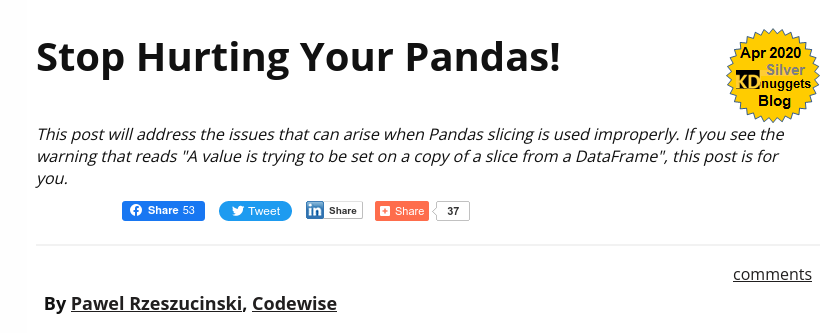 Stop Hurting Your Pandas!
Apr 2020
Silver
KD nuggets
Blog
This post will address the issues that can arise when Pandas slicing is used improperly. If you see the
warning that reads "A value is trying to be set on a copy of a slice from a DataFrame", this post is for
you.
Share 53 Tweet in Share Share 37
comments
By Pawel Rzeszucinski, Codewise